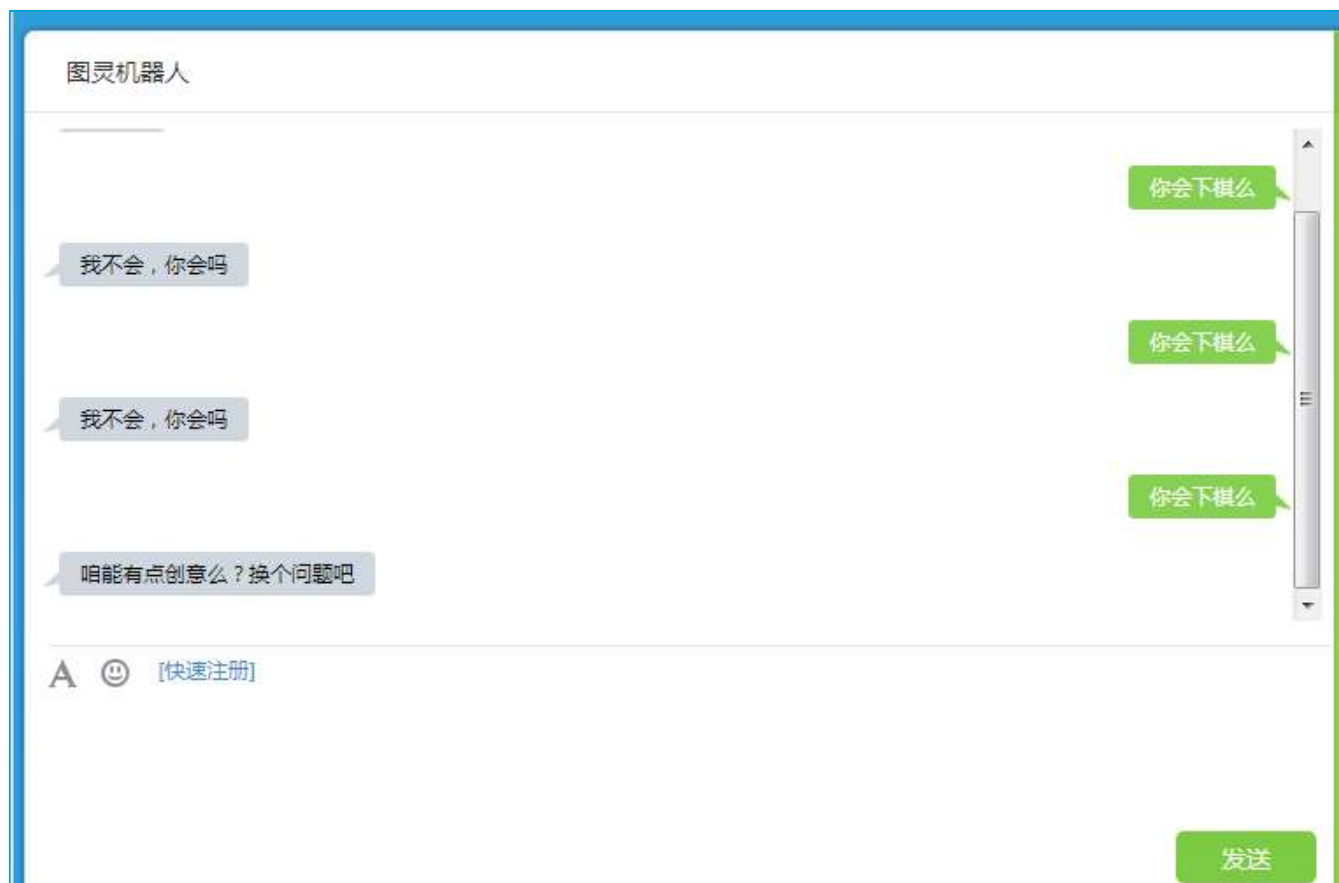 图灵机器人
你会下棋么
我不会，你会吗
你会下棋么
我不会，你会吗
你会下棋么
咱能有点创意么？换个问题吧
A [快速注册]
发送